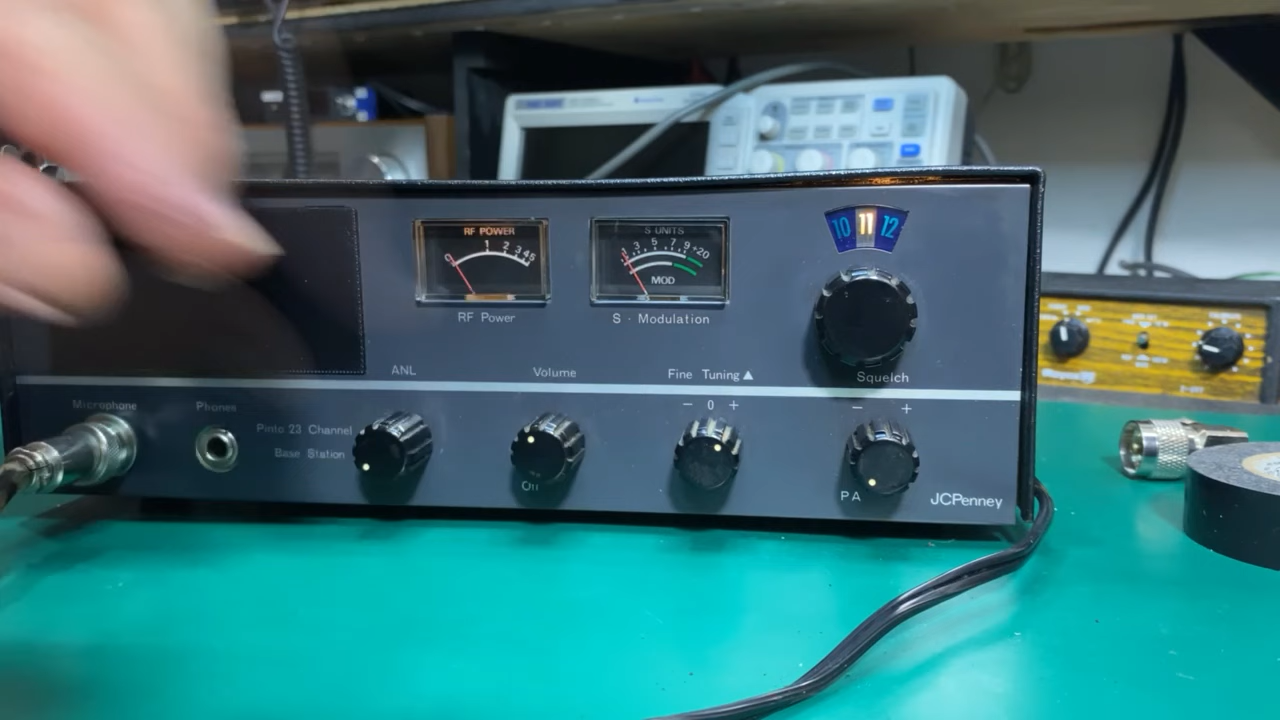 RF POWER
0 1 2 3 4 5
RF Power
S UNITS
1 3 5 7 9 +20
MOD
S · Modulation
10 11 12
ANL
Volume
Fine Tuning ▲
Squelch
− 0 +
− +
Microphone
Phones
Pinto 23 Channel
Base Station
Off
PA
JCPenney